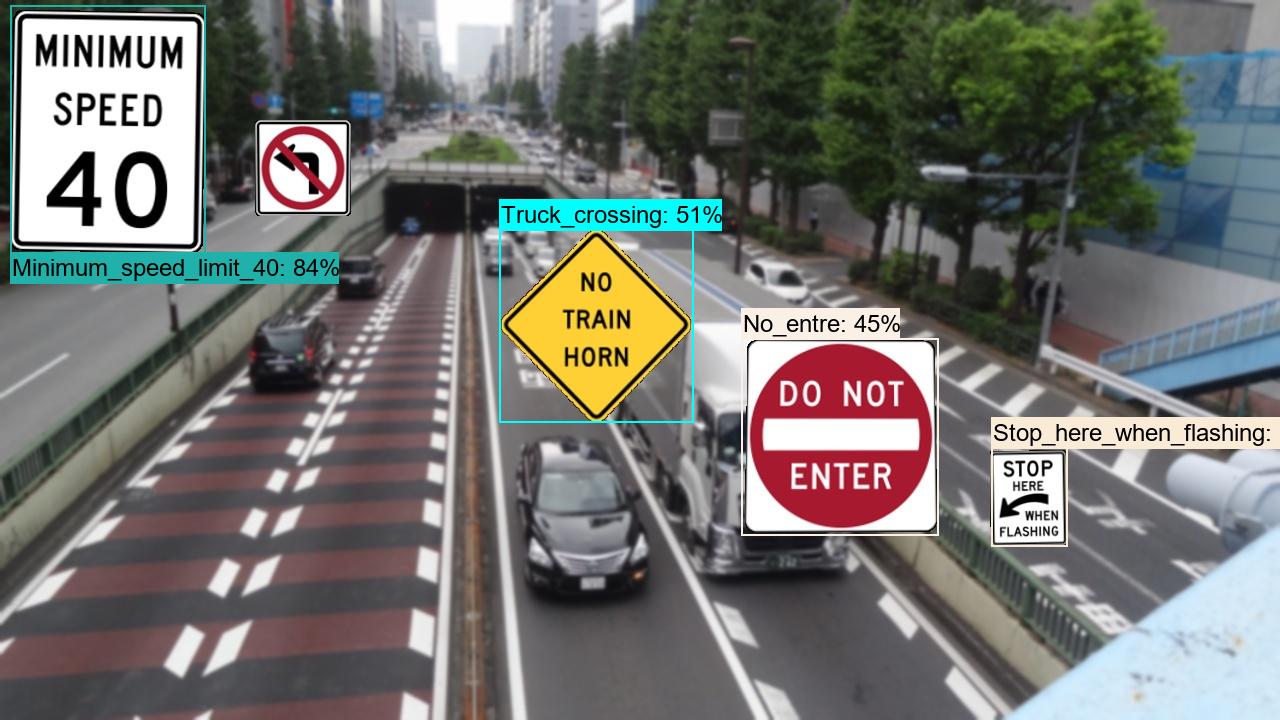 MINIMUM
SPEED
40
Minimum_speed_limit_40: 84%
Truck_crossing: 51%
NO
TRAIN
HORN
No_entre: 45%
DO NOT
ENTER
Stop_here_when_flashing:
STOP
HERE
WHEN
FLASHING